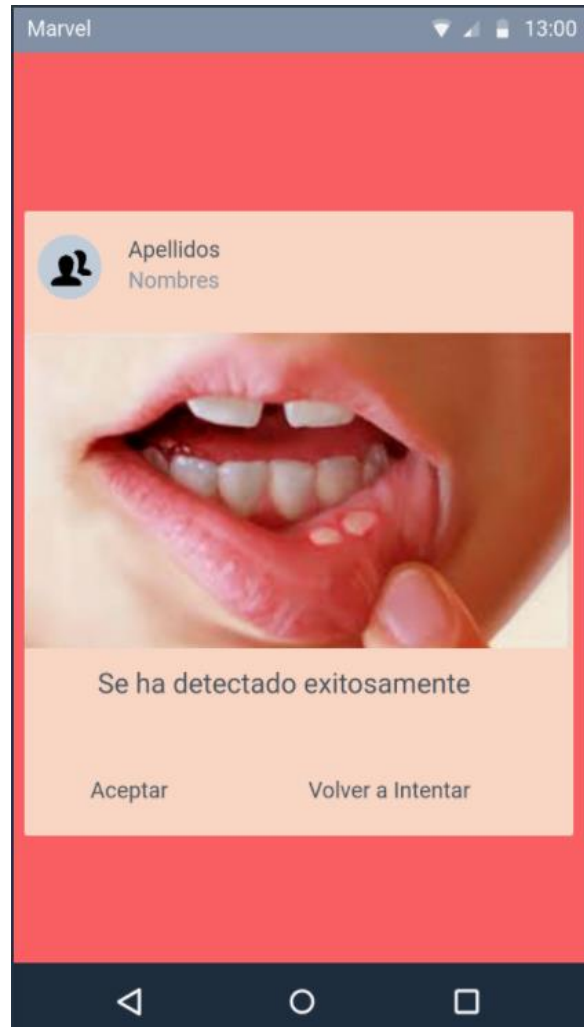 Marvel 13:00
Apellidos
Nombres
Se ha detectado exitosamente
Aceptar Volver a Intentar